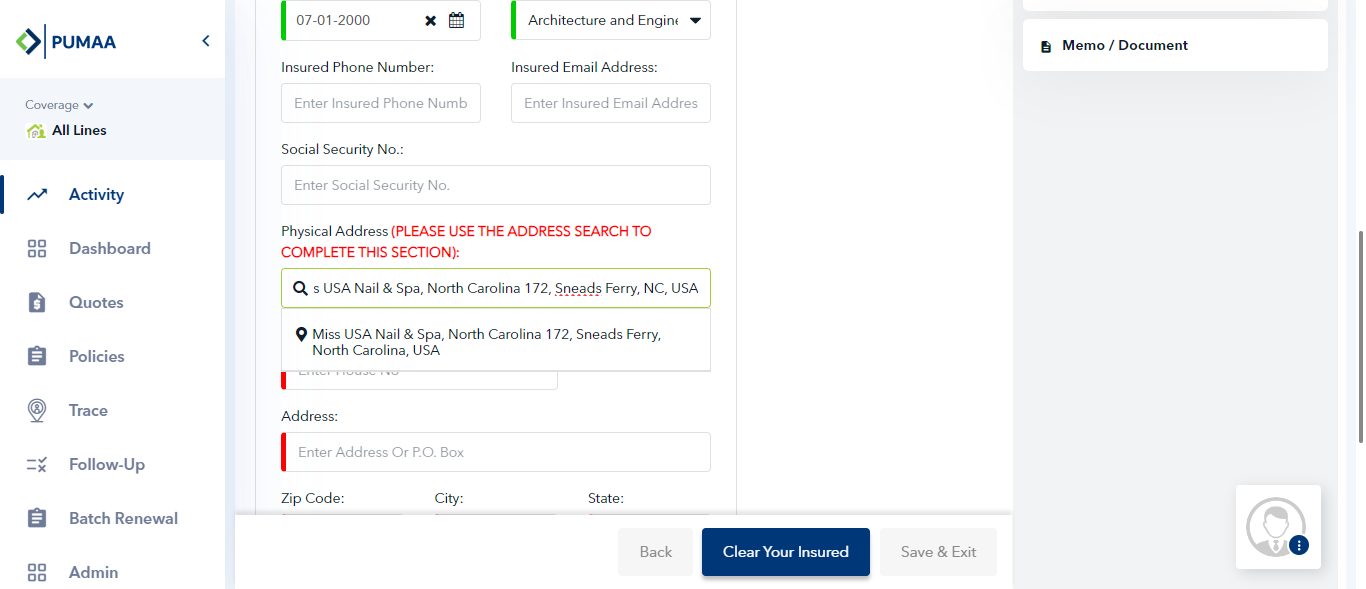 PUMAA
Coverage
All Lines
Activity
Dashboard
Quotes
Policies
Trace
Follow-Up
Batch Renewal
Admin
07-01-2000
Architecture and Engine
Insured Phone Number:
Insured Email Address:
Enter Insured Phone Numb
Enter Insured Email Addres
Social Security No.:
Enter Social Security No.
Physical Address (PLEASE USE THE ADDRESS SEARCH TO
COMPLETE THIS SECTION):
s USA Nail & Spa, North Carolina 172, Sneads Ferry, NC, USA
Miss USA Nail & Spa, North Carolina 172, Sneads Ferry,
North Carolina, USA
Enter House No
Address:
Enter Address Or P.O. Box
Zip Code:
City:
State:
Back
Clear Your Insured
Save & Exit
Memo / Document